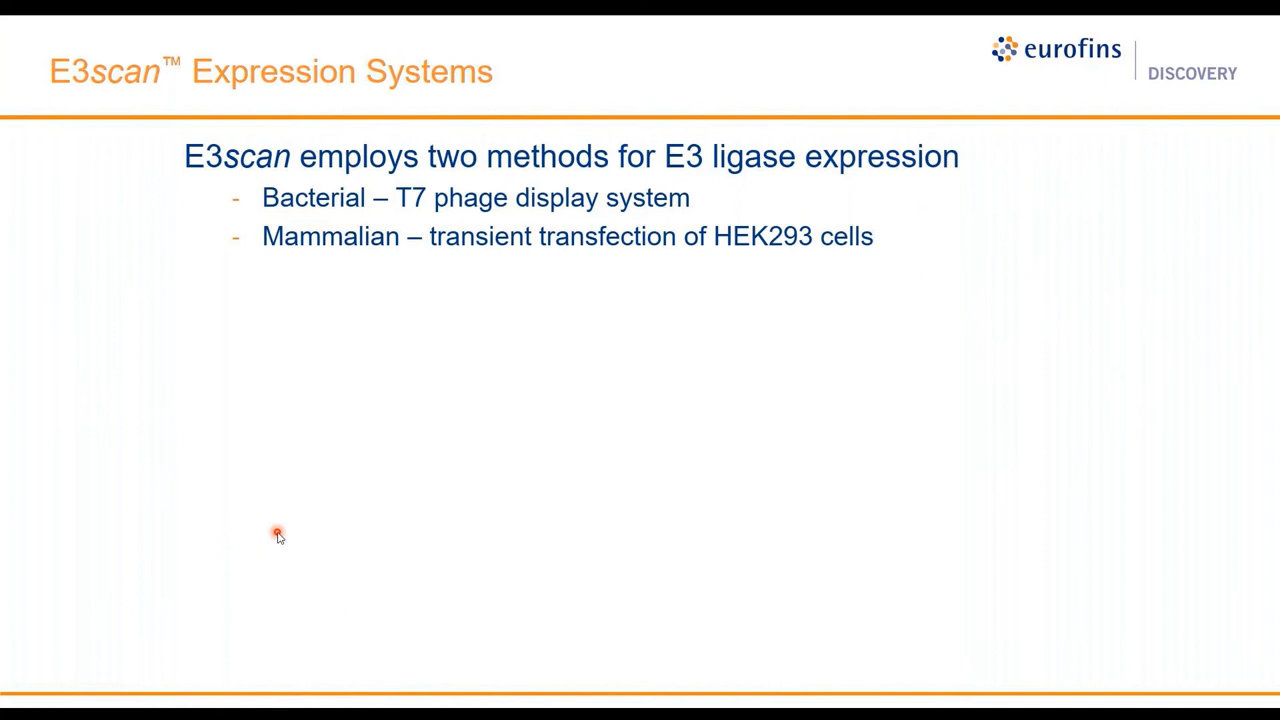 E3scan™ Expression Systems
eurofins
DISCOVERY
E3scan employs two methods for E3 ligase expression
- Bacterial – T7 phage display system
- Mammalian – transient transfection of HEK293 cells